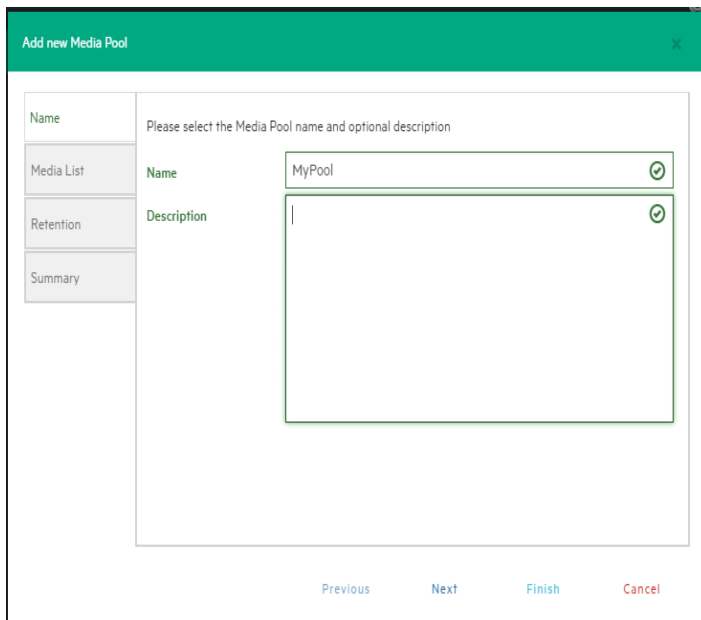 Add new Media Pool
x
Name
Media List
Retention
Summary
Please select the Media Pool name and optional description
Name
MyPool
Description
Previous
Next
Finish
Cancel